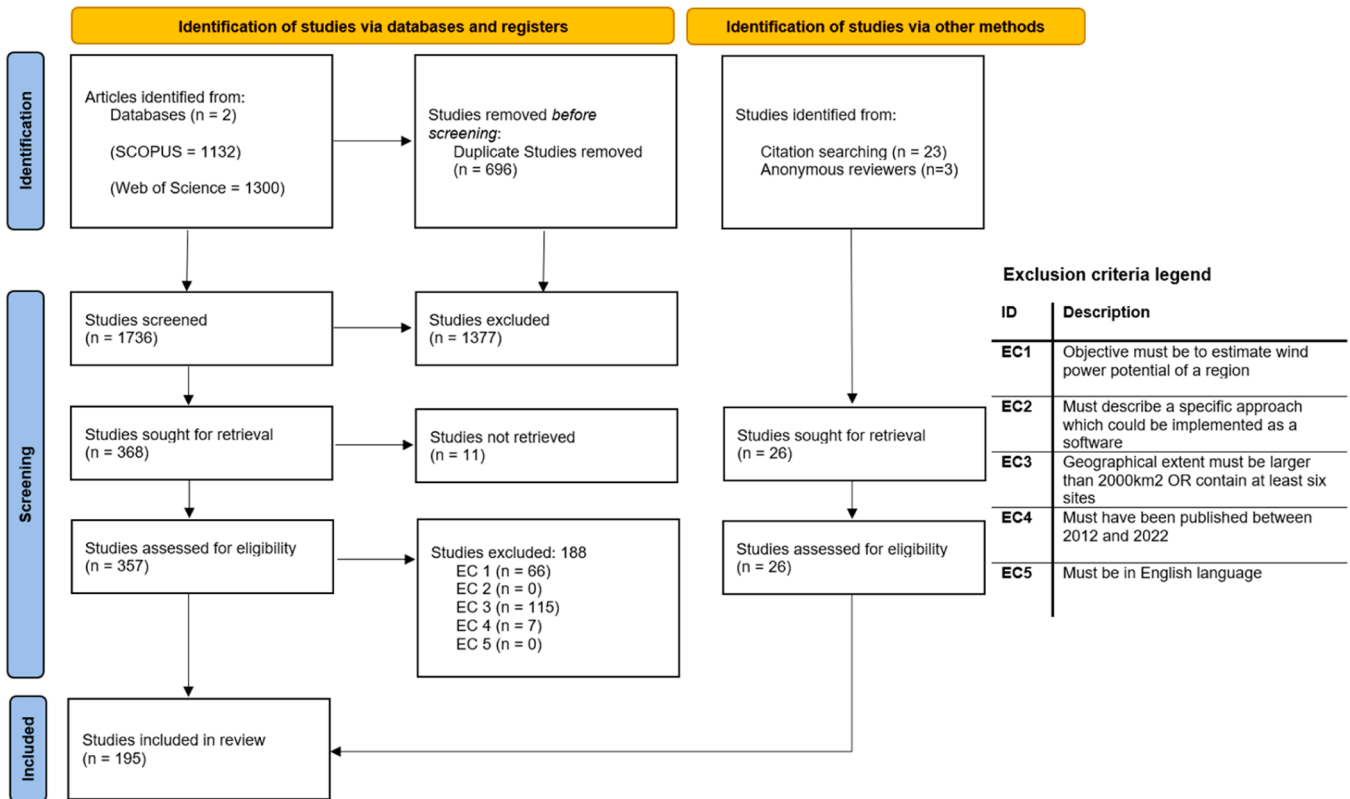 Identification of studies via databases and registers
Identification of studies via other methods
Identification
Articles identified from:
Databases (n = 2)
(SCOPUS = 1132)
(Web of Science = 1300)
Studies removed before
screening:
Duplicate Studies removed
(n = 696)
Studies identified from:
Citation searching (n = 23)
Anonymous reviewers (n=3)
Screening
Studies screened
(n = 1736)
Studies excluded
(n = 1377)
Studies sought for retrieval
(n = 368)
Studies not retrieved
(n = 11)
Studies sought for retrieval
(n = 26)
Studies assessed for eligibility
(n = 357)
Studies excluded: 188
EC 1 (n = 66)
EC 2 (n = 0)
EC 3 (n = 115)
EC 4 (n = 7)
EC 5 (n = 0)
Studies assessed for eligibility
(n = 26)
Included
Studies included in review
(n = 195)
Exclusion criteria legend
ID Description
EC1 Objective must be to estimate wind
power potential of a region
EC2 Must describe a specific approach
which could be implemented as a
software
EC3 Geographical extent must be larger
than 2000km2 OR contain at least six
sites
EC4 Must have been published between
2012 and 2022
EC5 Must be in English language